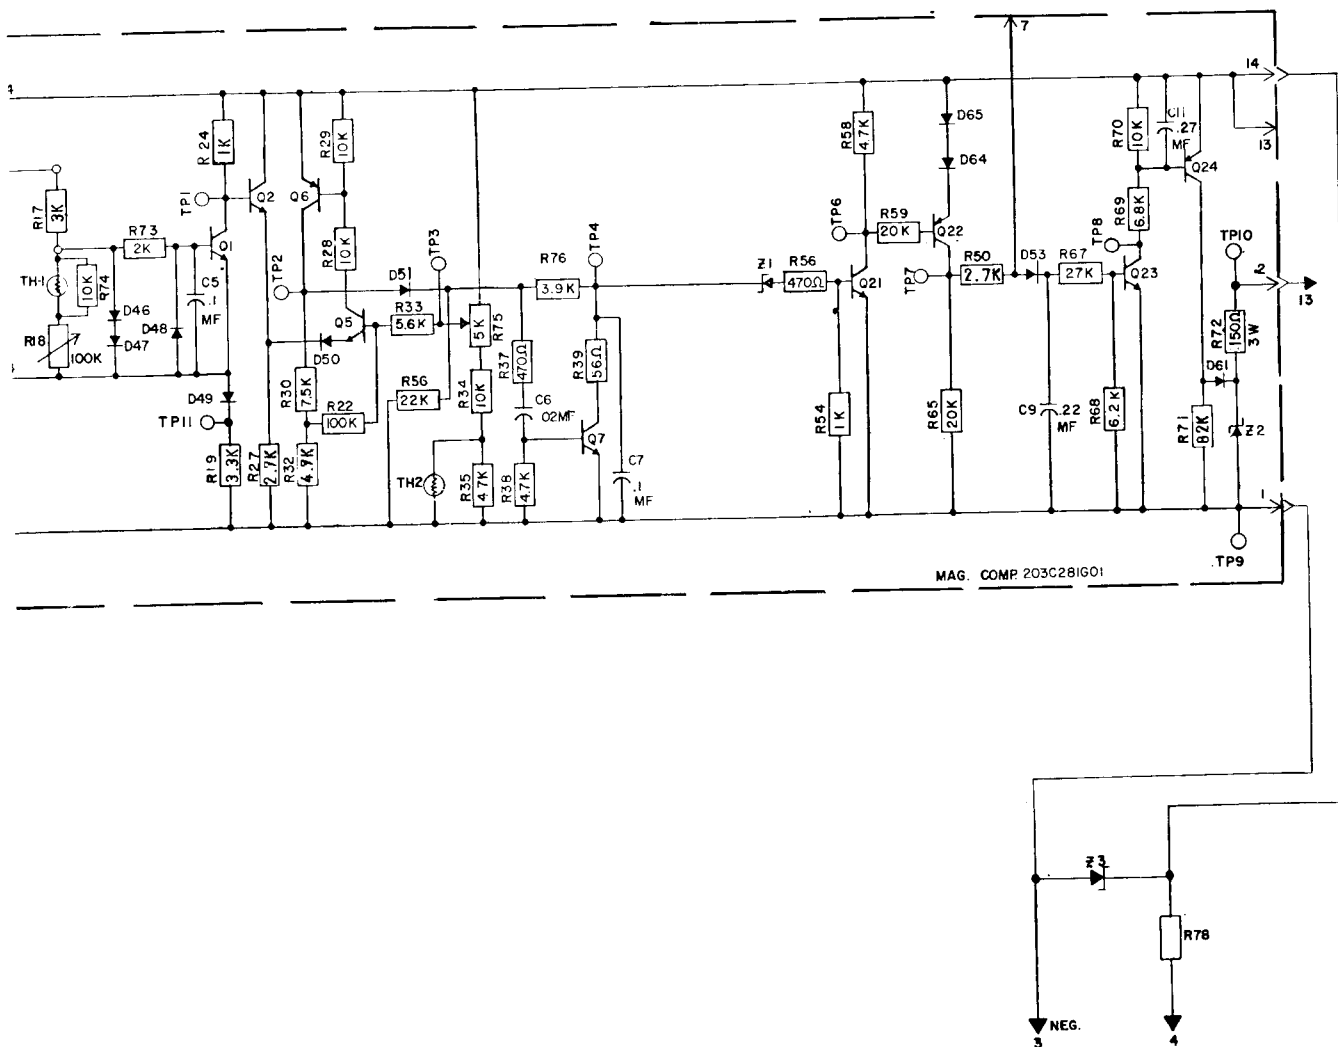 7
14
13
R 24
1K
R29
10K
R58
4.7K
D65
D64
R70
10K
C11
.27
MF
R17
3K
TP1
Q2
Q6
R73
2K
Q1
R28
10K
TP3
TP6
R59
20K
Q22
TP8
R69
6.8K
Q24
TP10
TH-1
10K
R74
C5
.1
MF
TP2
D51
R76
3.9K
TP4
Z1
R56
470Ω
Q21
TP7
R50
2.7K
D53
R67
27K
Q23
2
13
D46
D47
D48
R18
100K
Q5
D50
R33
5.6K
5K
R75
R37
470Ω
R39
56Ω
R72
150Ω
3W
D61
D49
TP11
R30
7.5K
R22
100K
R56
22K
R34
10K
C6
.02MF
Q7
R54
1K
R65
20K
C9
.22
MF
R68
6.2K
R71
82K
Z2
R19
3.3K
R27
2.7K
R32
4.7K
TH2
R35
4.7K
R38
4.7K
C7
.1
MF
1
TP9
MAG. COMP. 203C281G01
Z3
R78
NEG.
3
4